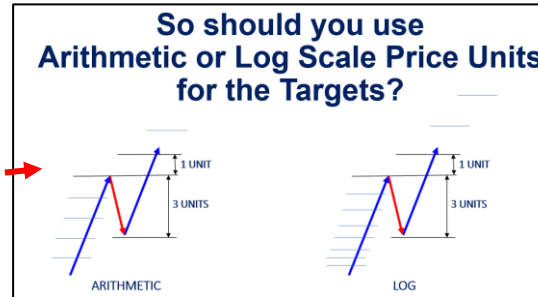 So should you use
Arithmetic or Log Scale Price Units
for the Targets?
1 UNIT
3 UNITS
ARITHMETIC
1 UNIT
3 UNITS
LOG